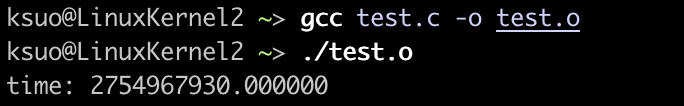 ksuo@LinuxKernel2 ~> gcc test.c -o test.o
ksuo@LinuxKernel2 ~> ./test.o
time: 2754967930.000000